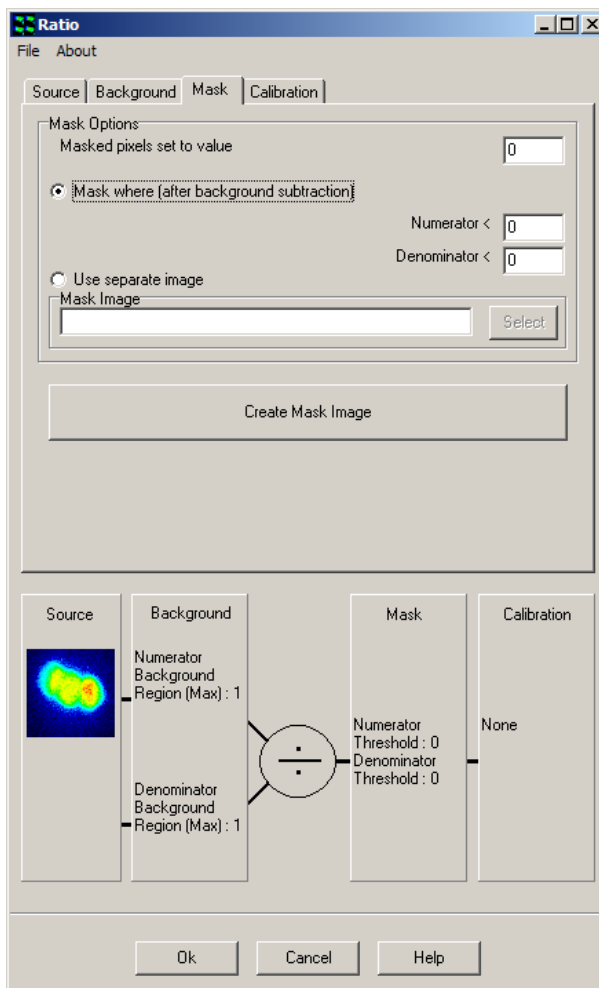 Ratio
File About
Source Background Mask Calibration
Mask Options
Masked pixels set to value 0
Mask where (after background subtraction)
Numerator < 0
Denominator < 0
Use separate image
Mask Image
Select
Create Mask Image
Source
Background
Numerator
Background
Region (Max) : 1
Denominator
Background
Region (Max) : 1
Mask
Numerator
Threshold : 0
Denominator
Threshold : 0
Calibration
None
Ok Cancel Help